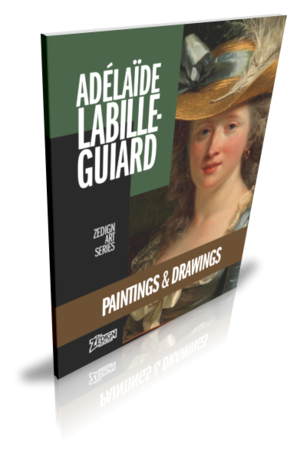 ADÉLAÏDE
LABILLE-
GUIARD
ZEDIGN
ART
SERIES
PAINTINGS & DRAWINGS
ZEDIGN